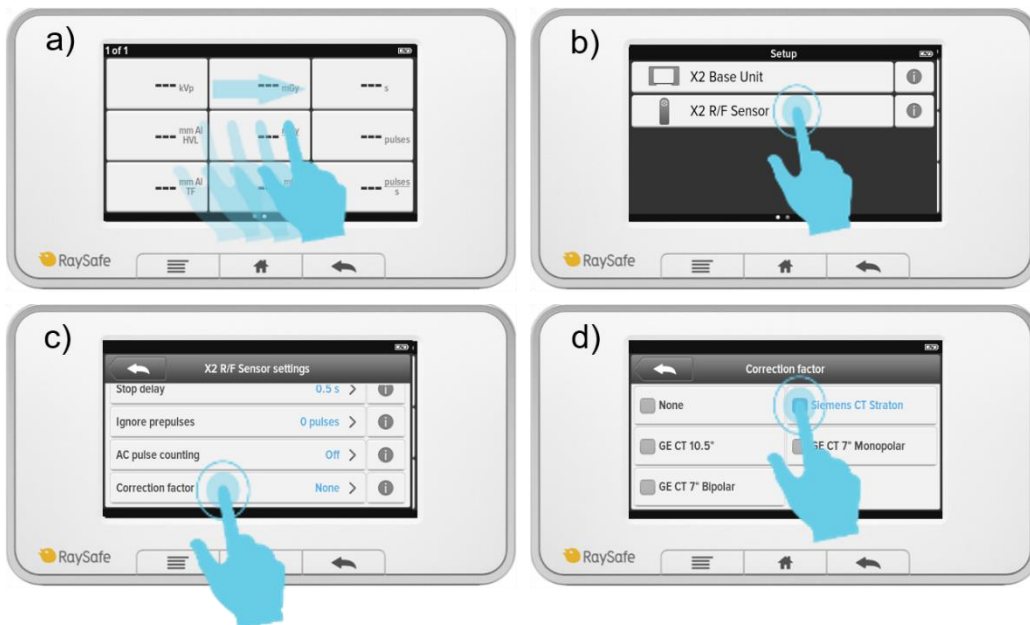 a)
1 of 1
--- kVp
--- mGy
--- s
--- mm Al HVL
---
--- pulses
--- mm Al TF
---
--- pulses s
RaySafe
b)
Setup
X2 Base Unit
X2 R/F Sensor
RaySafe
c)
X2 R/F Sensor settings
Stop delay 0.5 s >
Ignore prepulses 0 pulses >
AC pulse counting Off >
Correction factor None >
RaySafe
d)
Correction factor
None
Siemens CT Straton
GE CT 10.5°
GE CT 7° Monopolar
GE CT 7° Bipolar
RaySafe